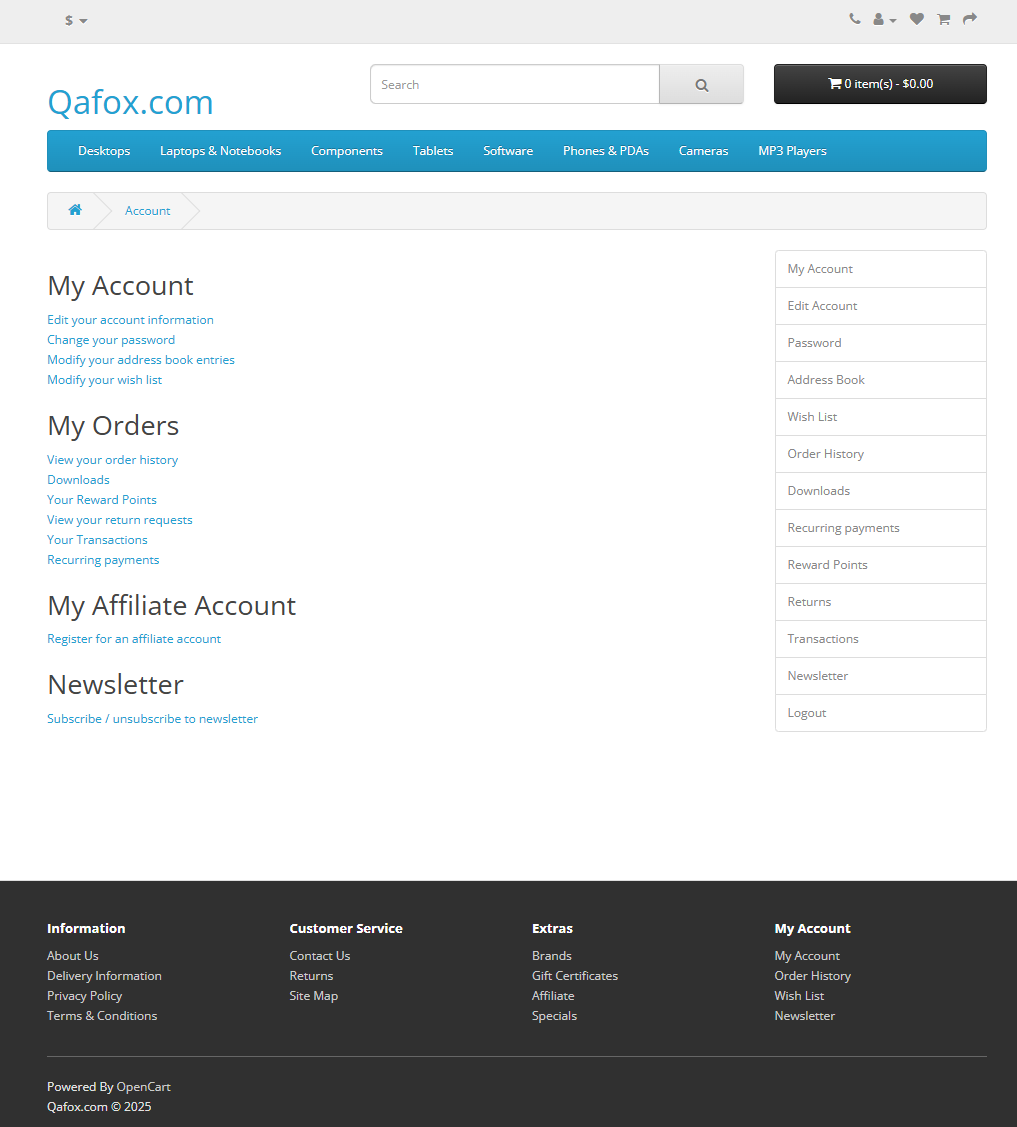 $
Qafox.com
Search
0 item(s) - $0.00
Desktops Laptops & Notebooks Components Tablets Software Phones & PDAs Cameras MP3 Players
Account
My Account
Edit your account information
Change your password
Modify your address book entries
Modify your wish list
My Orders
View your order history
Downloads
Your Reward Points
View your return requests
Your Transactions
Recurring payments
My Affiliate Account
Register for an affiliate account
Newsletter
Subscribe / unsubscribe to newsletter
My Account
Edit Account
Password
Address Book
Wish List
Order History
Downloads
Recurring payments
Reward Points
Returns
Transactions
Newsletter
Logout
Information
About Us
Delivery Information
Privacy Policy
Terms & Conditions
Customer Service
Contact Us
Returns
Site Map
Extras
Brands
Gift Certificates
Affiliate
Specials
My Account
My Account
Order History
Wish List
Newsletter
Powered By OpenCart
Qafox.com © 2025